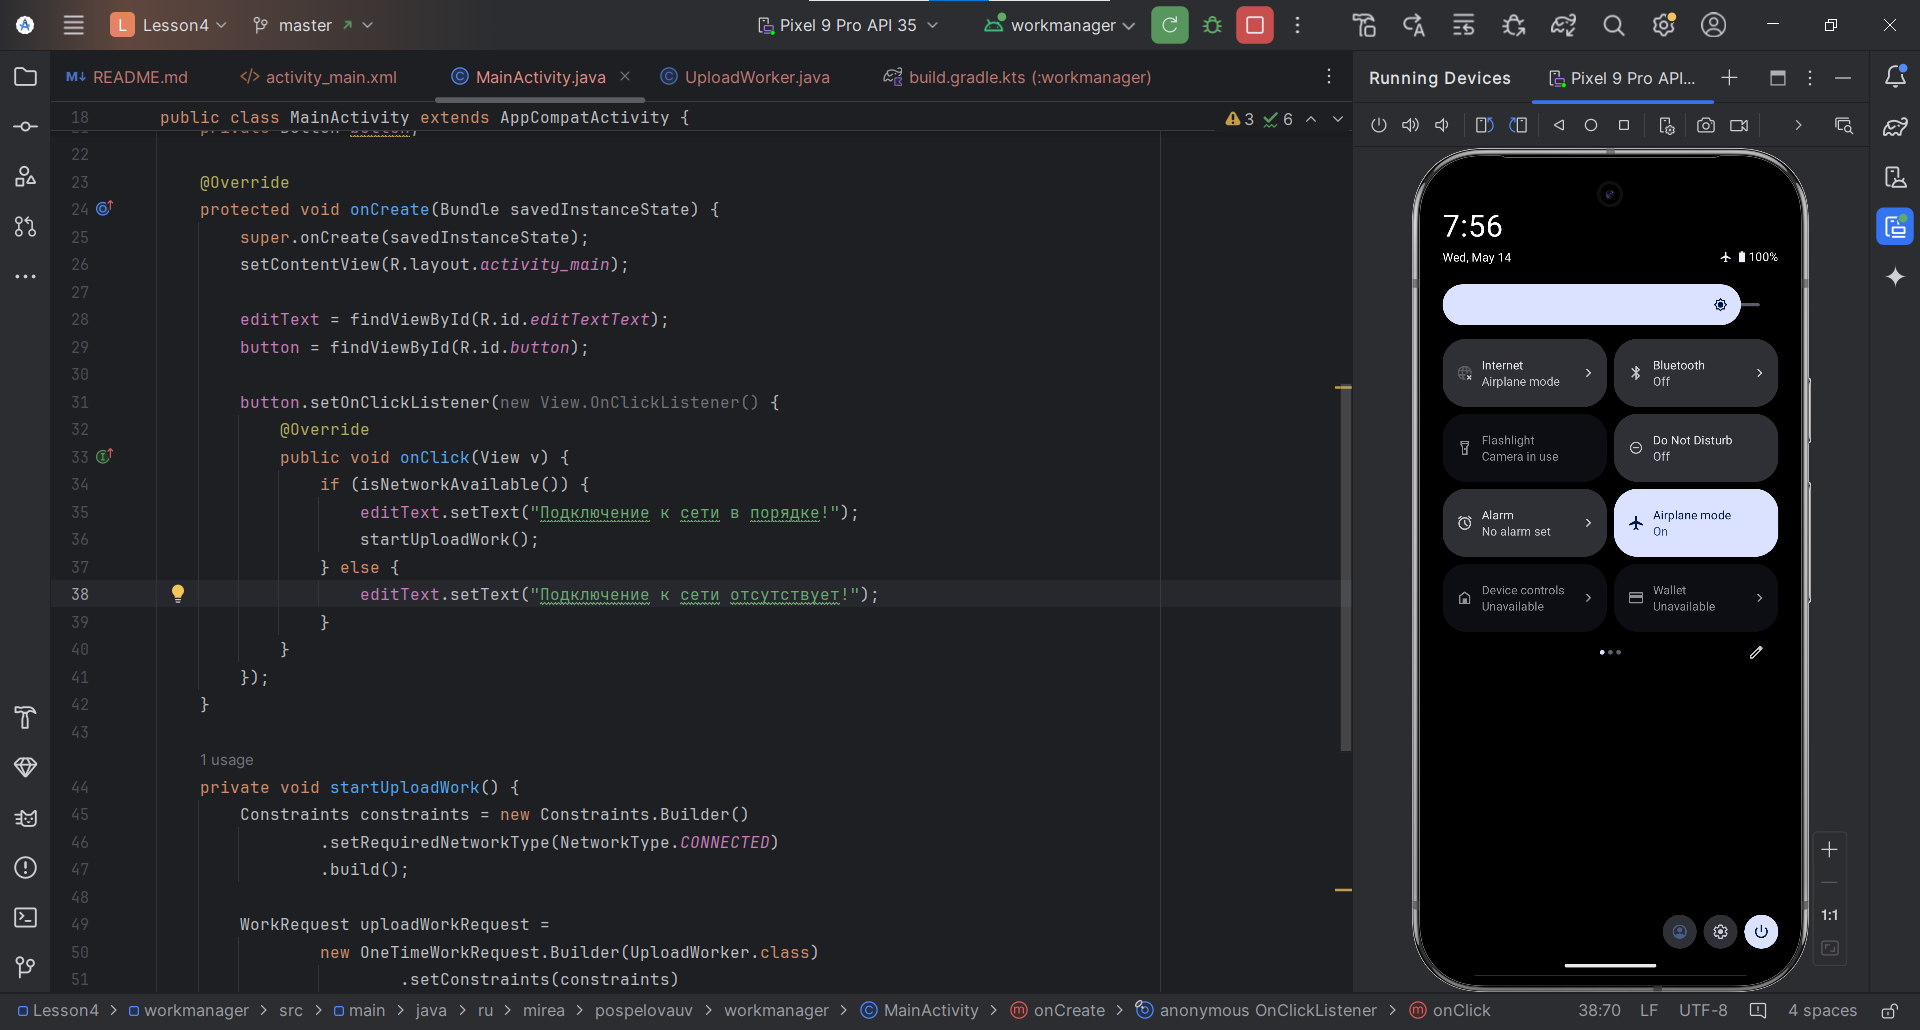 L Lesson4 master Pixel 9 Pro API 35 workmanager
README.md activity_main.xml MainActivity.java UploadWorker.java build.gradle.kts (:workmanager)
Running Devices Pixel 9 Pro API...
18 public class MainActivity extends AppCompatActivity { 3 6
22
23 @Override
24 protected void onCreate(Bundle savedInstanceState) {
25 super.onCreate(savedInstanceState);
26 setContentView(R.layout.activity_main);
27
28 editText = findViewById(R.id.editTextText);
29 button = findViewById(R.id.button);
30
31 button.setOnClickListener(new View.OnClickListener() {
32 @Override
33 public void onClick(View v) {
34 if (isNetworkAvailable()) {
35 editText.setText("Подключение к сети в порядке!");
36 startUploadWork();
37 } else {
38 editText.setText("Подключение к сети отсутствует!");
39 }
40 }
41 });
42 }
43
1 usage
44 private void startUploadWork() {
45 Constraints constraints = new Constraints.Builder()
46 .setRequiredNetworkType(NetworkType.CONNECTED)
47 .build();
48
49 WorkRequest uploadWorkRequest =
50 new OneTimeWorkRequest.Builder(UploadWorker.class)
51 .setConstraints(constraints)
7:56
Wed, May 14 100%
Internet
Airplane mode
Bluetooth
Off
Flashlight
Camera in use
Do Not Disturb
Off
Alarm
No alarm set
Airplane mode
On
Device controls
Unavailable
Wallet
Unavailable
1:1
Lesson4 workmanager src main java ru mirea pospelovauv workmanager MainActivity onCreate anonymous OnClickListener onClick 38:70 LF UTF-8 4 spaces